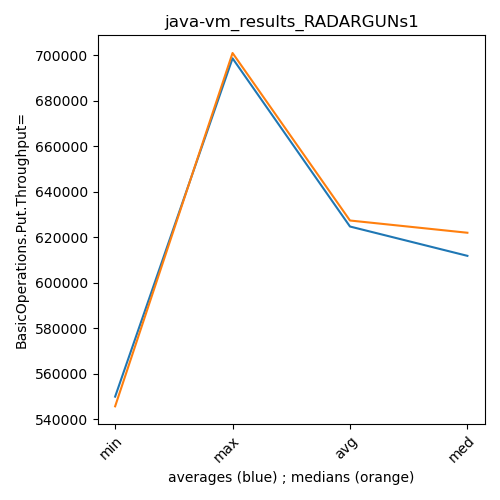 java-vm_results_RADARGUNs1
BasicOperations.Put.Throughput=
700000
680000
660000
640000
620000
600000
580000
560000
540000
min
max
avg
med
averages (blue) ; medians (orange)